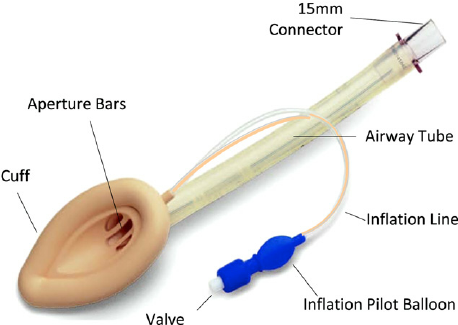 15mm
Connector
Aperture Bars
Airway Tube
Cuff
Inflation Line
Inflation Pilot Balloon
Valve